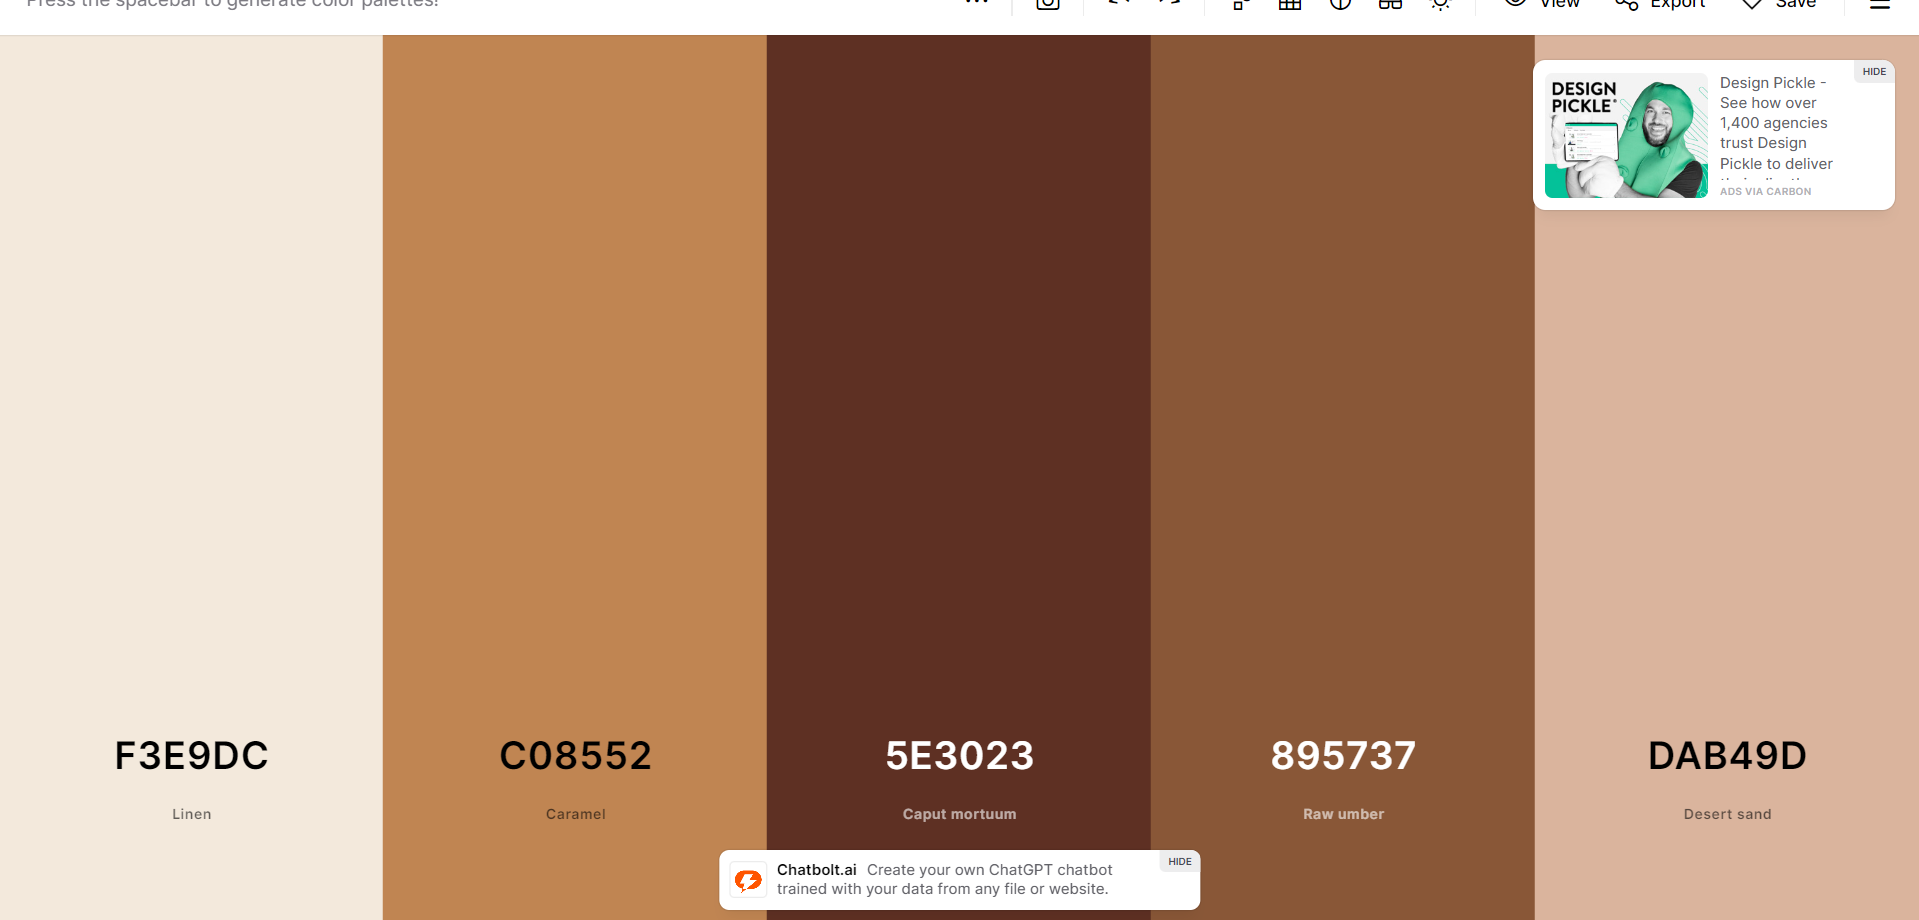 Press the spacebar to generate color palettes!
View
Export
Save
HIDE
DESIGN
PICKLE®
Design Pickle -
See how over
1,400 agencies
trust Design
Pickle to deliver
ADS VIA CARBON
F3E9DC
C08552
5E3023
895737
DAB49D
Linen
Caramel
Caput mortuum
Raw umber
Desert sand
HIDE
Chatbolt.ai Create your own ChatGPT chatbot
trained with your data from any file or website.